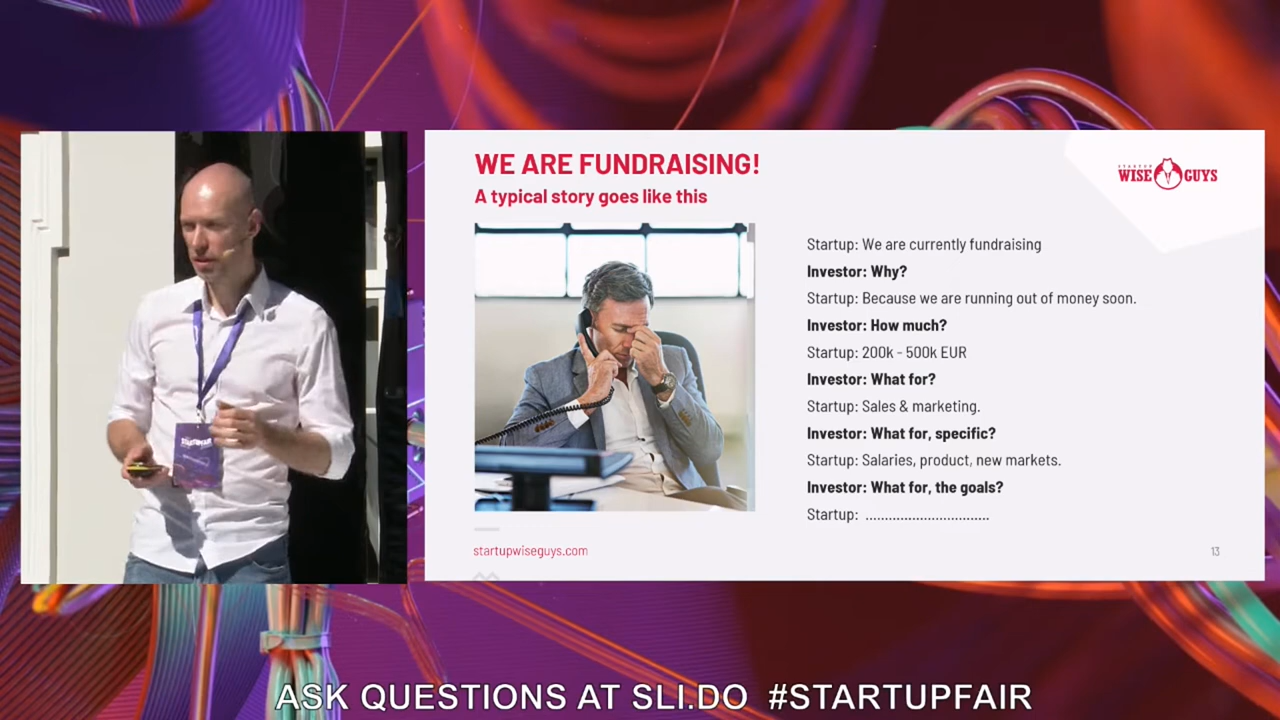 WE ARE FUNDRAISING!
A typical story goes like this
STARTUP
WISE GUYS
Startup: We are currently fundraising
Investor: Why?
Startup: Because we are running out of money soon.
Investor: How much?
Startup: 200k - 500k EUR
Investor: What for?
Startup: Sales & marketing.
Investor: What for, specific?
Startup: Salaries, product, new markets.
Investor: What for, the goals?
Startup: .................................
startupwiseguys.com
13
ASK QUESTIONS AT SLI.DO #STARTUPFAIR